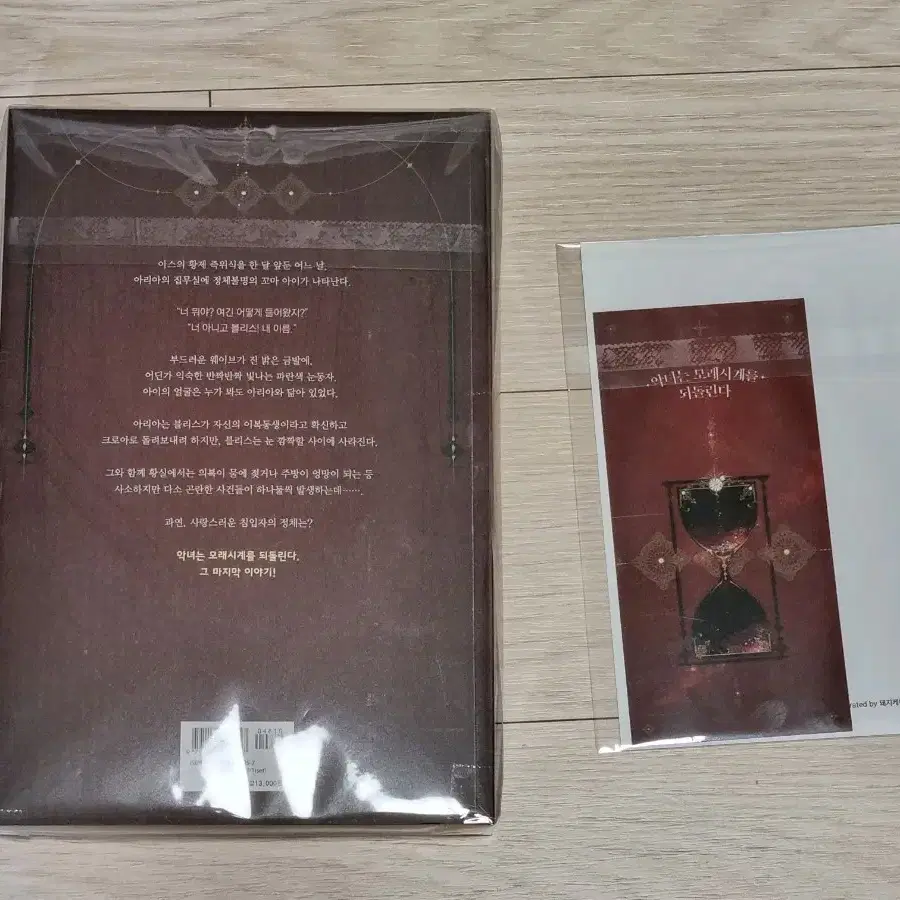 이스의 황제 즉위식을 한 달 앞둔 어느 날,
아리아의 집무실에 정체불명의 꼬마 아이가 나타난다.
"너 뭐야? 여긴 어떻게 들어왔지?"
"너 아니고 블리스! 내 이름."
부드러운 웨이브가 진 밝은 금발에,
어딘가 익숙한 반짝반짝 빛나는 파란색 눈동자.
아이의 얼굴은 누가 봐도 아리아와 닮아 있었다.
아리아는 블리스가 자신의 이복동생이라고 확신하고
크로아로 돌려보내려 하지만, 블리스는 눈 깜짝할 사이에 사라진다.
그와 함께 황실에서는 의복이 물에 젖거나 주방이 엉망이 되는 등
사소하지만 다소 곤란한 사건들이 하나둘씩 발생하는데…….
과연, 사랑스러운 침입자의 정체는?
악녀는 모래시계를 되돌린다,
그 마지막 이야기!
악녀는 모래시계를
되돌린다
by 돼지케